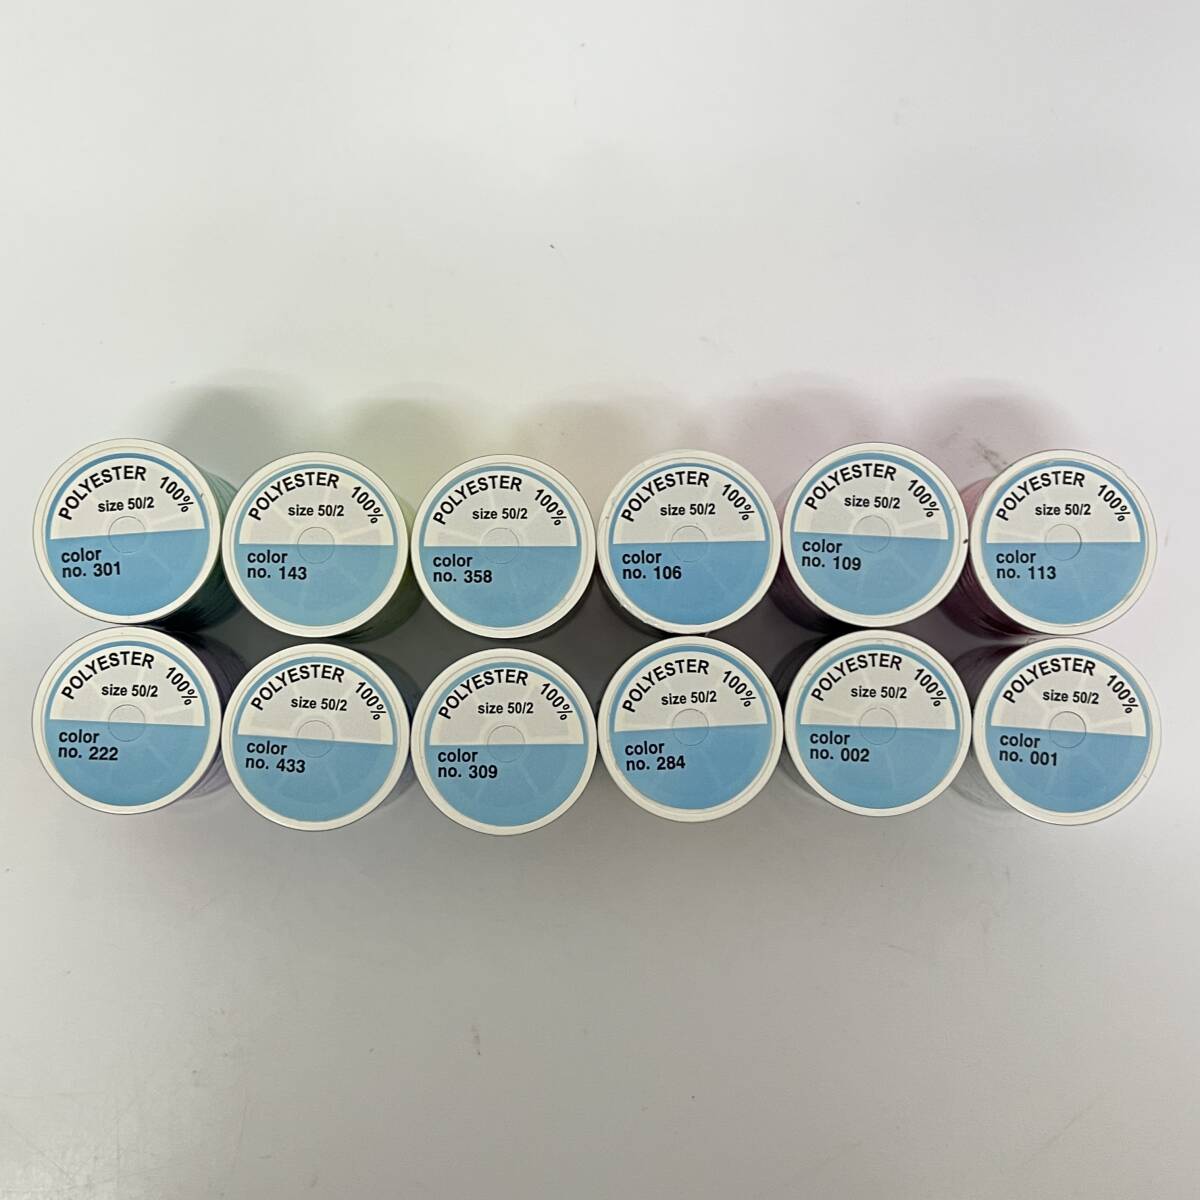 POLYESTER 100%
size 50/2
color
no. 301
POLYESTER 100%
size 50/2
color
no. 143
POLYESTER 100%
size 50/2
color
no. 358
POLYESTER 100%
size 50/2
color
no. 106
POLYESTER 100%
size 50/2
color
no. 109
POLYESTER 100%
size 50/2
color
no. 113
POLYESTER 100%
size 50/2
color
no. 222
POLYESTER 100%
size 50/2
color
no. 433
POLYESTER 100%
size 50/2
color
no. 309
POLYESTER 100%
size 50/2
color
no. 284
POLYESTER 100%
size 50/2
color
no. 002
POLYESTER 100%
size 50/2
color
no. 001